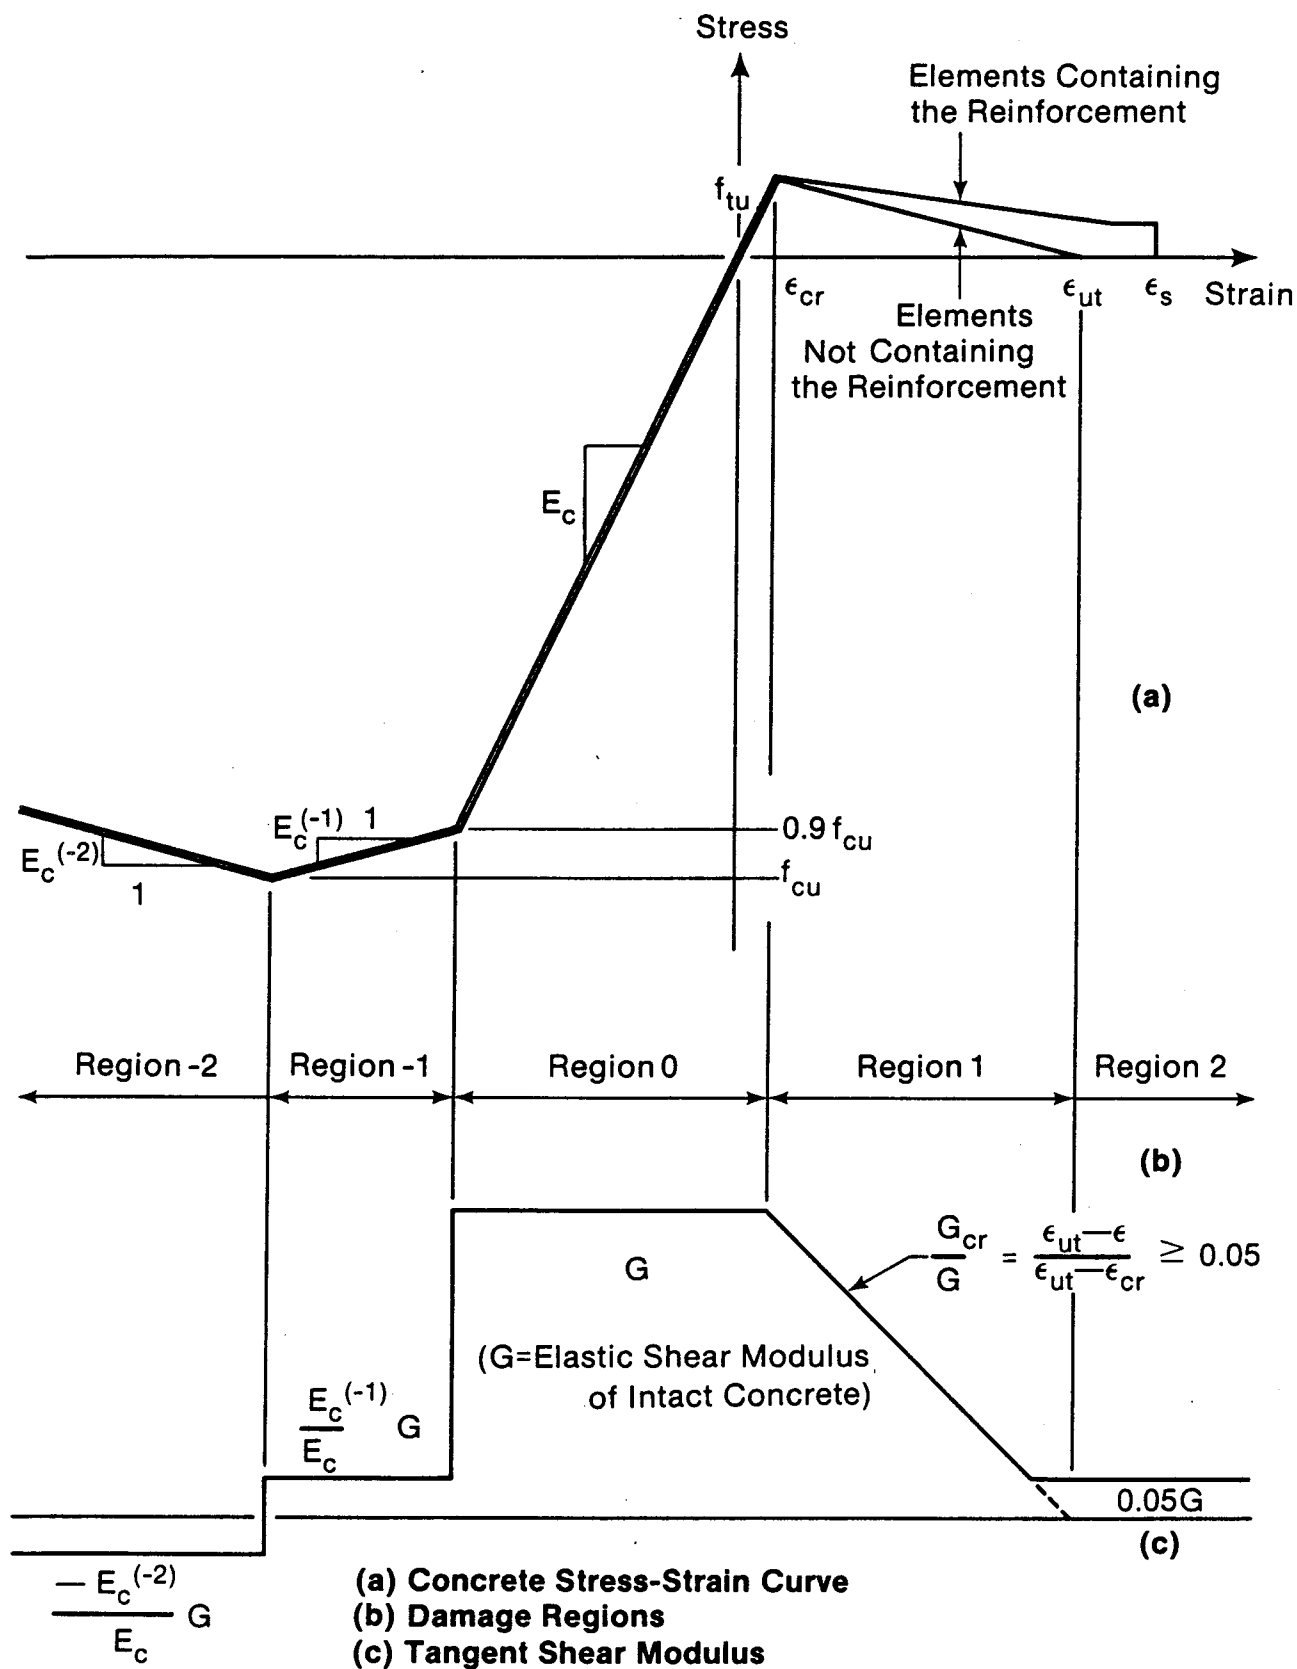 Stress
Elements Containing
the Reinforcement
f_tu
ϵ_cr
ϵ_ut
ϵ_s
Strain
Elements
Not Containing
the Reinforcement
E_c
(a)
E_c^(-1) 1
0.9 f_cu
E_c^(-2)
1
f_cu
Region -2
Region -1
Region 0
Region 1
Region 2
(b)
G_cr/G = (ϵ_ut — ϵ)/(ϵ_ut — ϵ_cr) ≥ 0.05
G
(G=Elastic Shear Modulus
of Intact Concrete)
E_c^(-1)/E_c G
0.05G
(c)
— E_c^(-2)/E_c G
(a) Concrete Stress-Strain Curve
(b) Damage Regions
(c) Tangent Shear Modulus